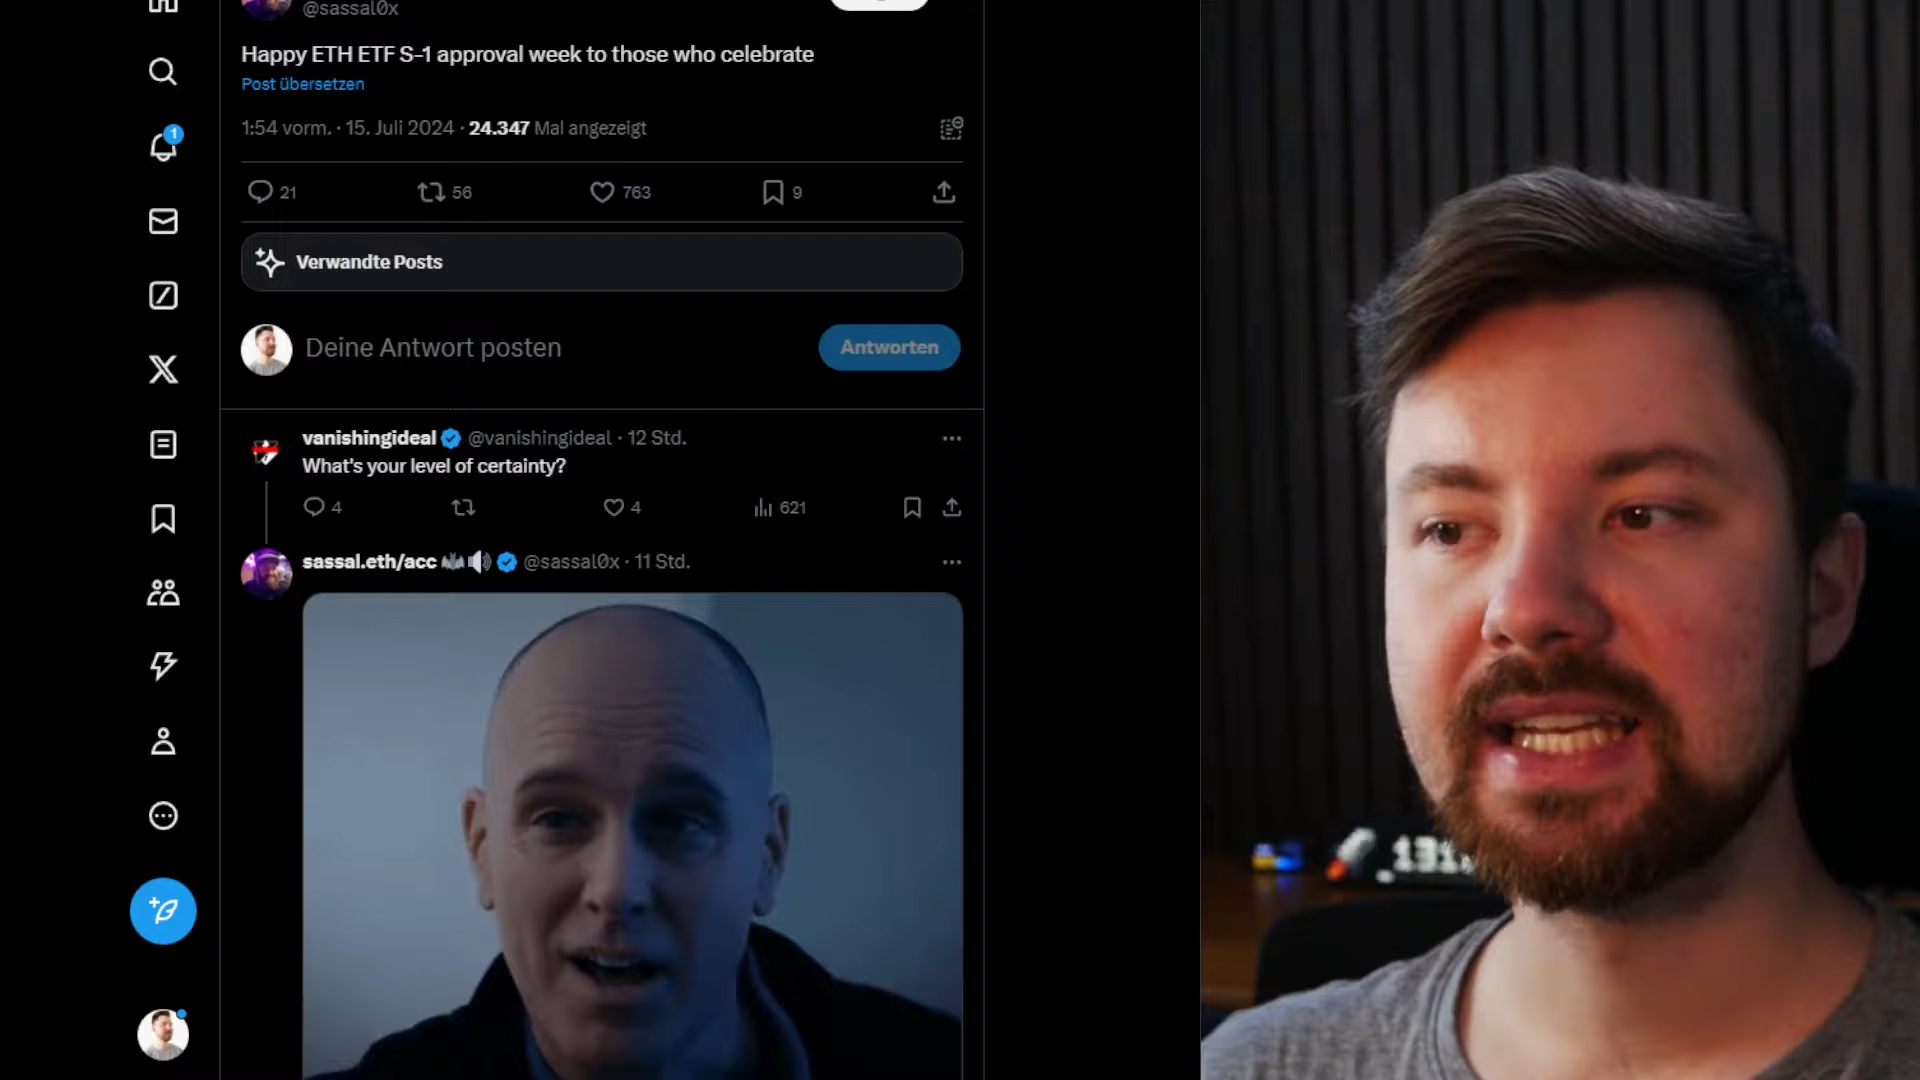 @sassal0x
Happy ETH ETF S-1 approval week to those who celebrate
Post übersetzen
1:54 vorm. · 15. Juli 2024 · 24.347 Mal angezeigt
21 56 763 9
Verwandte Posts
Deine Antwort posten
Antworten
vanishingideal @vanishingideal · 12 Std.
What's your level of certainty?
4 4 621
sassal.eth/acc @sassal0x · 11 Std.
1